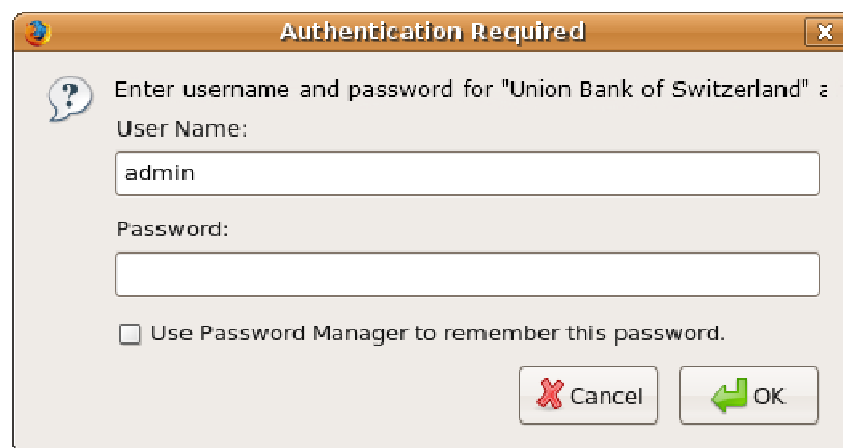 Authentication Required
Enter username and password for "Union Bank of Switzerland" a
User Name:
admin
Password:
Use Password Manager to remember this password.
Cancel
OK